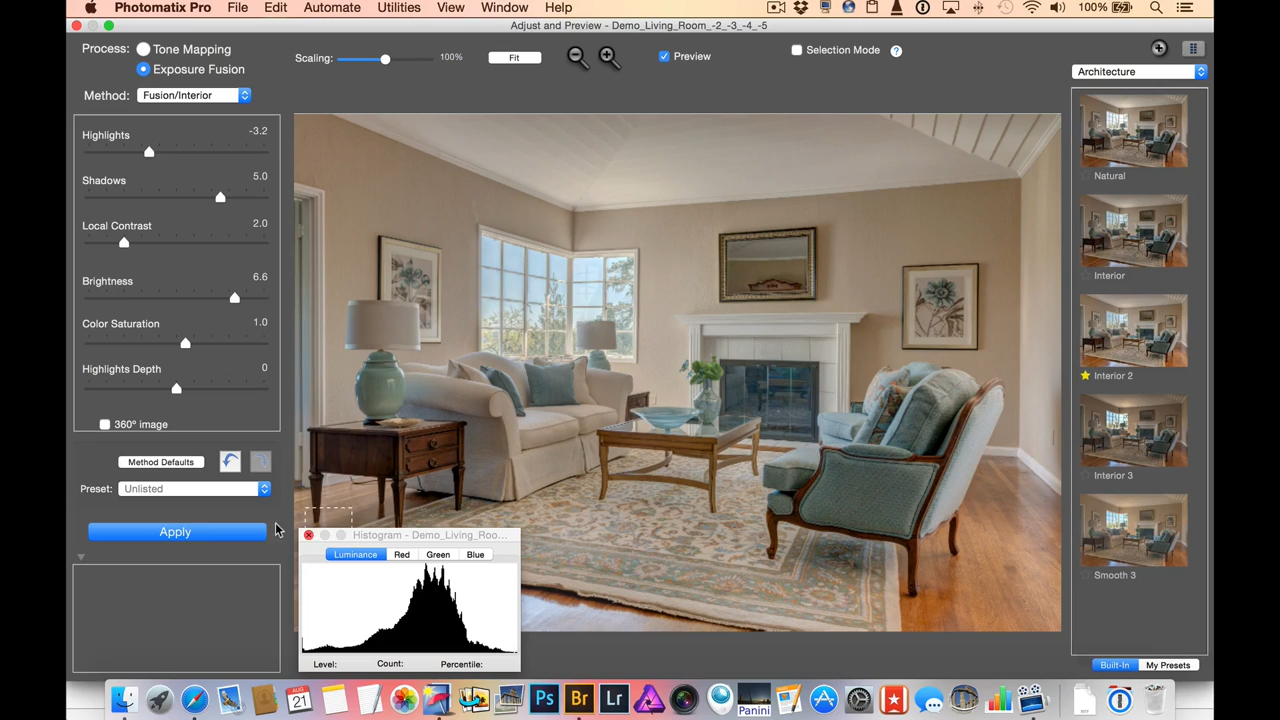 Photomatix Pro File Edit Automate Utilities View Window Help 100%
Adjust and Preview - Demo_Living_Room_-2_-3_-4_-5
Process: Tone Mapping
Exposure Fusion
Method: Fusion/Interior
Scaling: 100% Fit Preview Selection Mode ?
Architecture
Highlights -3.2
Shadows 5.0
Local Contrast 2.0
Brightness 6.6
Color Saturation 1.0
Highlights Depth 0
360º image
Method Defaults
Preset: Unlisted
Apply
Natural
Interior
Interior 2
Interior 3
Smooth 3
Built-In My Presets
Histogram - Demo_Living_Roo...
Luminance Red Green Blue
Level: Count: Percentile:
AUG
21
Ps Br Lr
Panini